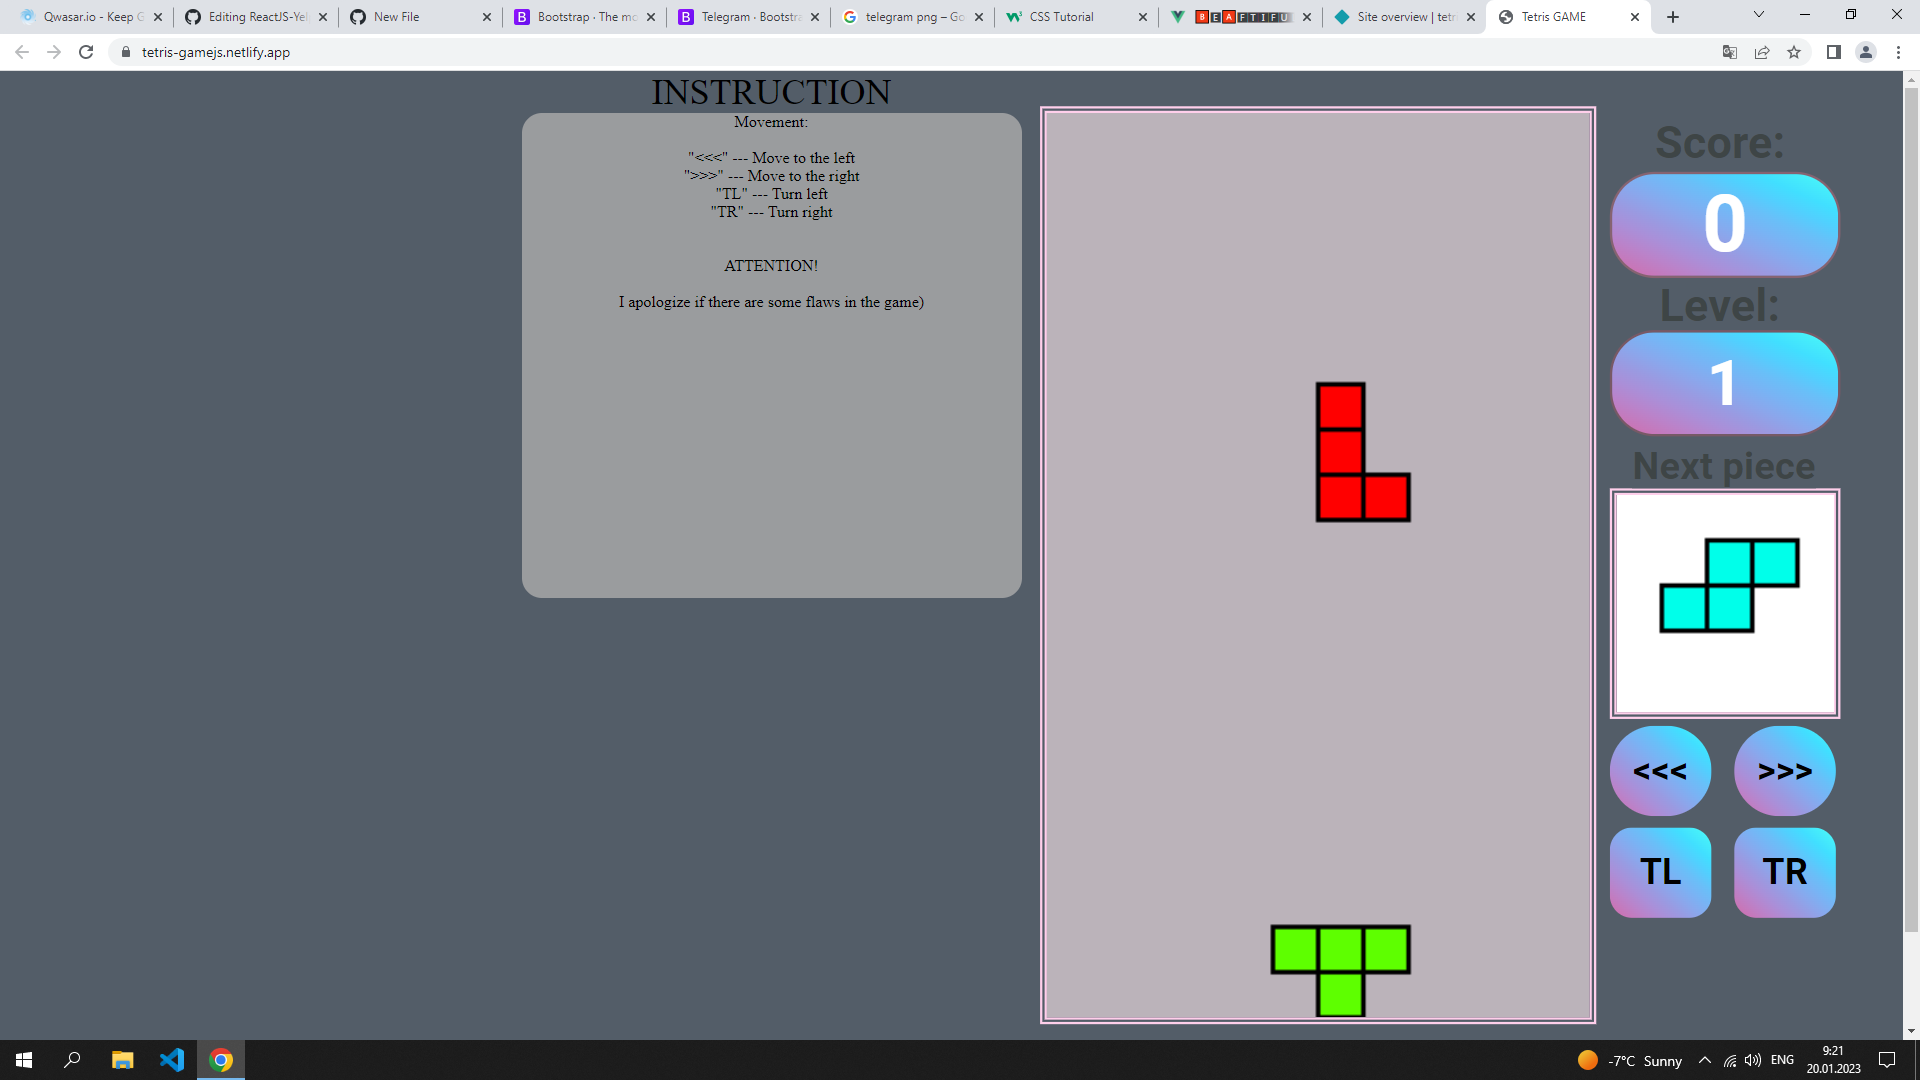 Qwasar.io - Keep G
Editing ReactJS-Yel
New File
Bootstrap · The mo
Telegram · Bootstra
telegram png – Go
CSS Tutorial
BEAFTIFU
Site overview | tetr
Tetris GAME
tetris-gamejs.netlify.app
INSTRUCTION
Movement:
"<<<" --- Move to the left
">>>" --- Move to the right
"TL" --- Turn left
"TR" --- Turn right
ATTENTION!
I apologize if there are some flaws in the game)
Score:
0
Level:
1
Next piece
<<< >>>
TL TR
-7°C Sunny
ENG
9:21
20.01.2023